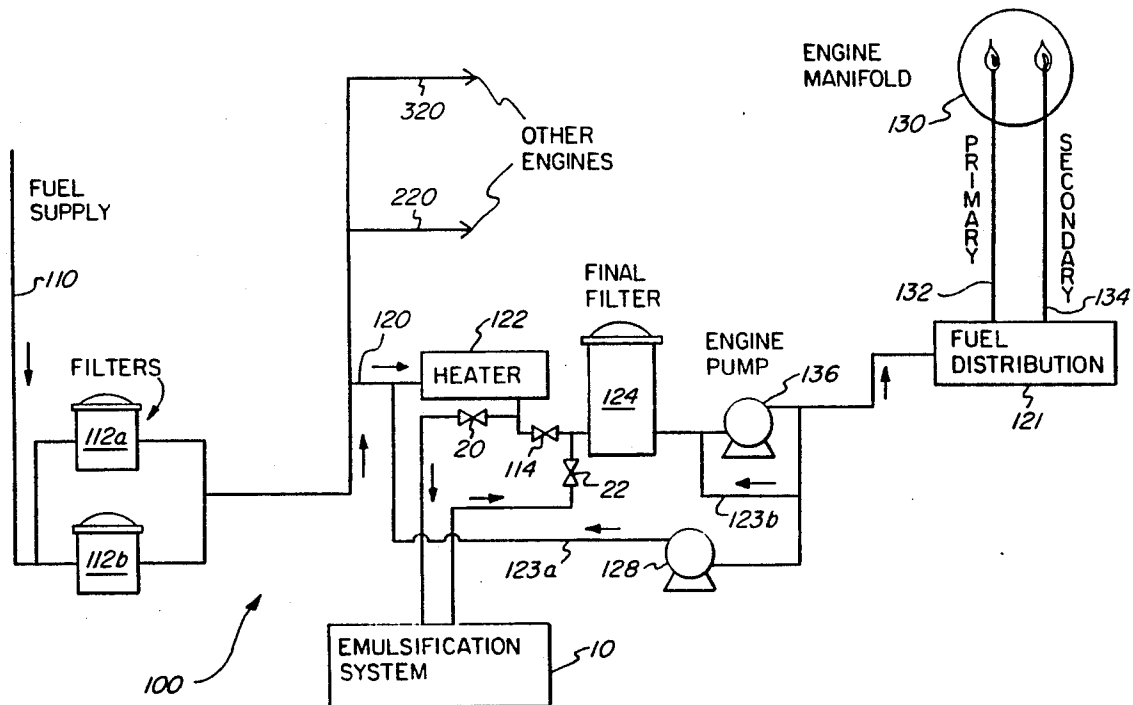 ENGINE
MANIFOLD
130
320
OTHER
ENGINES
220
FUEL
SUPPLY
110
PRIMARY
SECONDARY
132
134
FINAL
FILTER
120
122
HEATER
ENGINE
PUMP
136
FUEL
DISTRIBUTION
121
FILTERS
112a
112b
124
20
114
22
123b
123a
128
EMULSIFICATION
SYSTEM
10
100